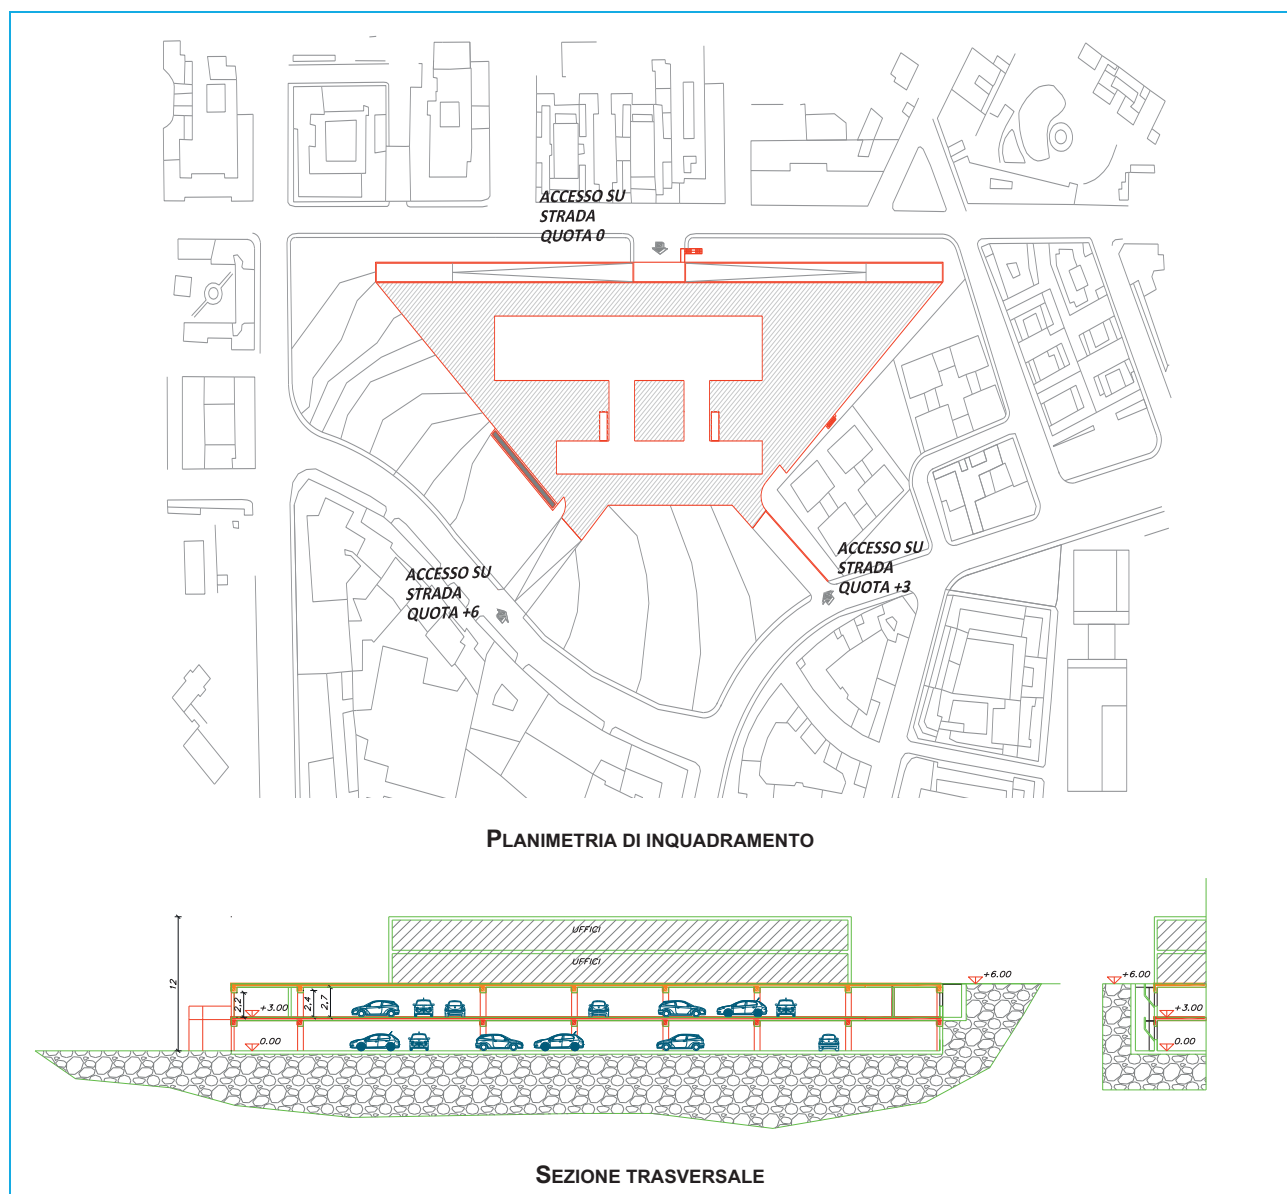 ACCESSO SU
STRADA
QUOTA 0
ACCESSO SU
STRADA
QUOTA +3
ACCESSO SU
STRADA
QUOTA +6
PLANIMETRIA DI INQUADRAMENTO
UFFICI
UFFICI
12
2,2
+3.00
2,4
2,7
0.00
+6.00
+6.00
+3.00
0.00
SEZIONE TRASVERSALE